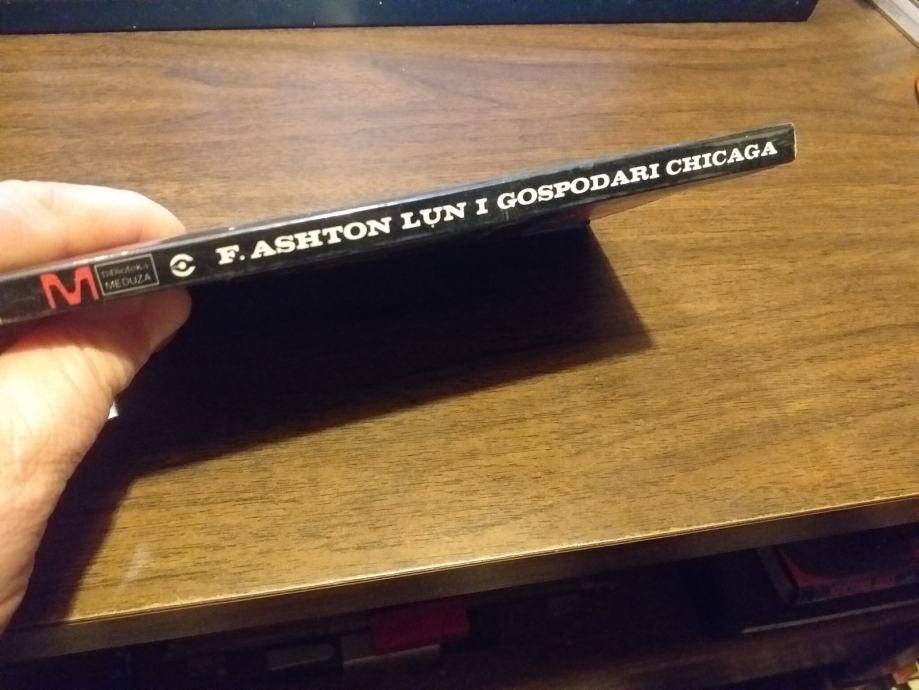 M
biblioteka
MEDUZA
F. ASHTON LUN I GOSPODARI CHICAGA